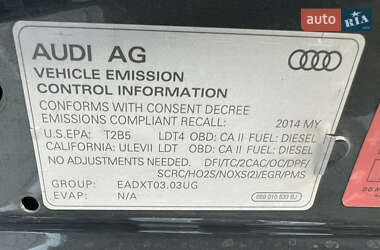 auto RIA.com
AUDI AG
VEHICLE EMISSION
CONTROL INFORMATION
CONFORMS WITH CONSENT DECREE
EMISSIONS COMPLIANT RECALL: 2014 MY
U.S.EPA: T2B5 LDT4 OBD: CA II FUEL: DIESEL
CALIFORNIA: ULEVII LDT OBD: CA II FUEL: DIESEL
NO ADJUSTMENTS NEEDED. DFI/TC/2CAC/OC/DPF/
SCRC/HO2S/NOXS(2)/EGR/PMS
GROUP: EADXT03.03UG
EVAP: N/A